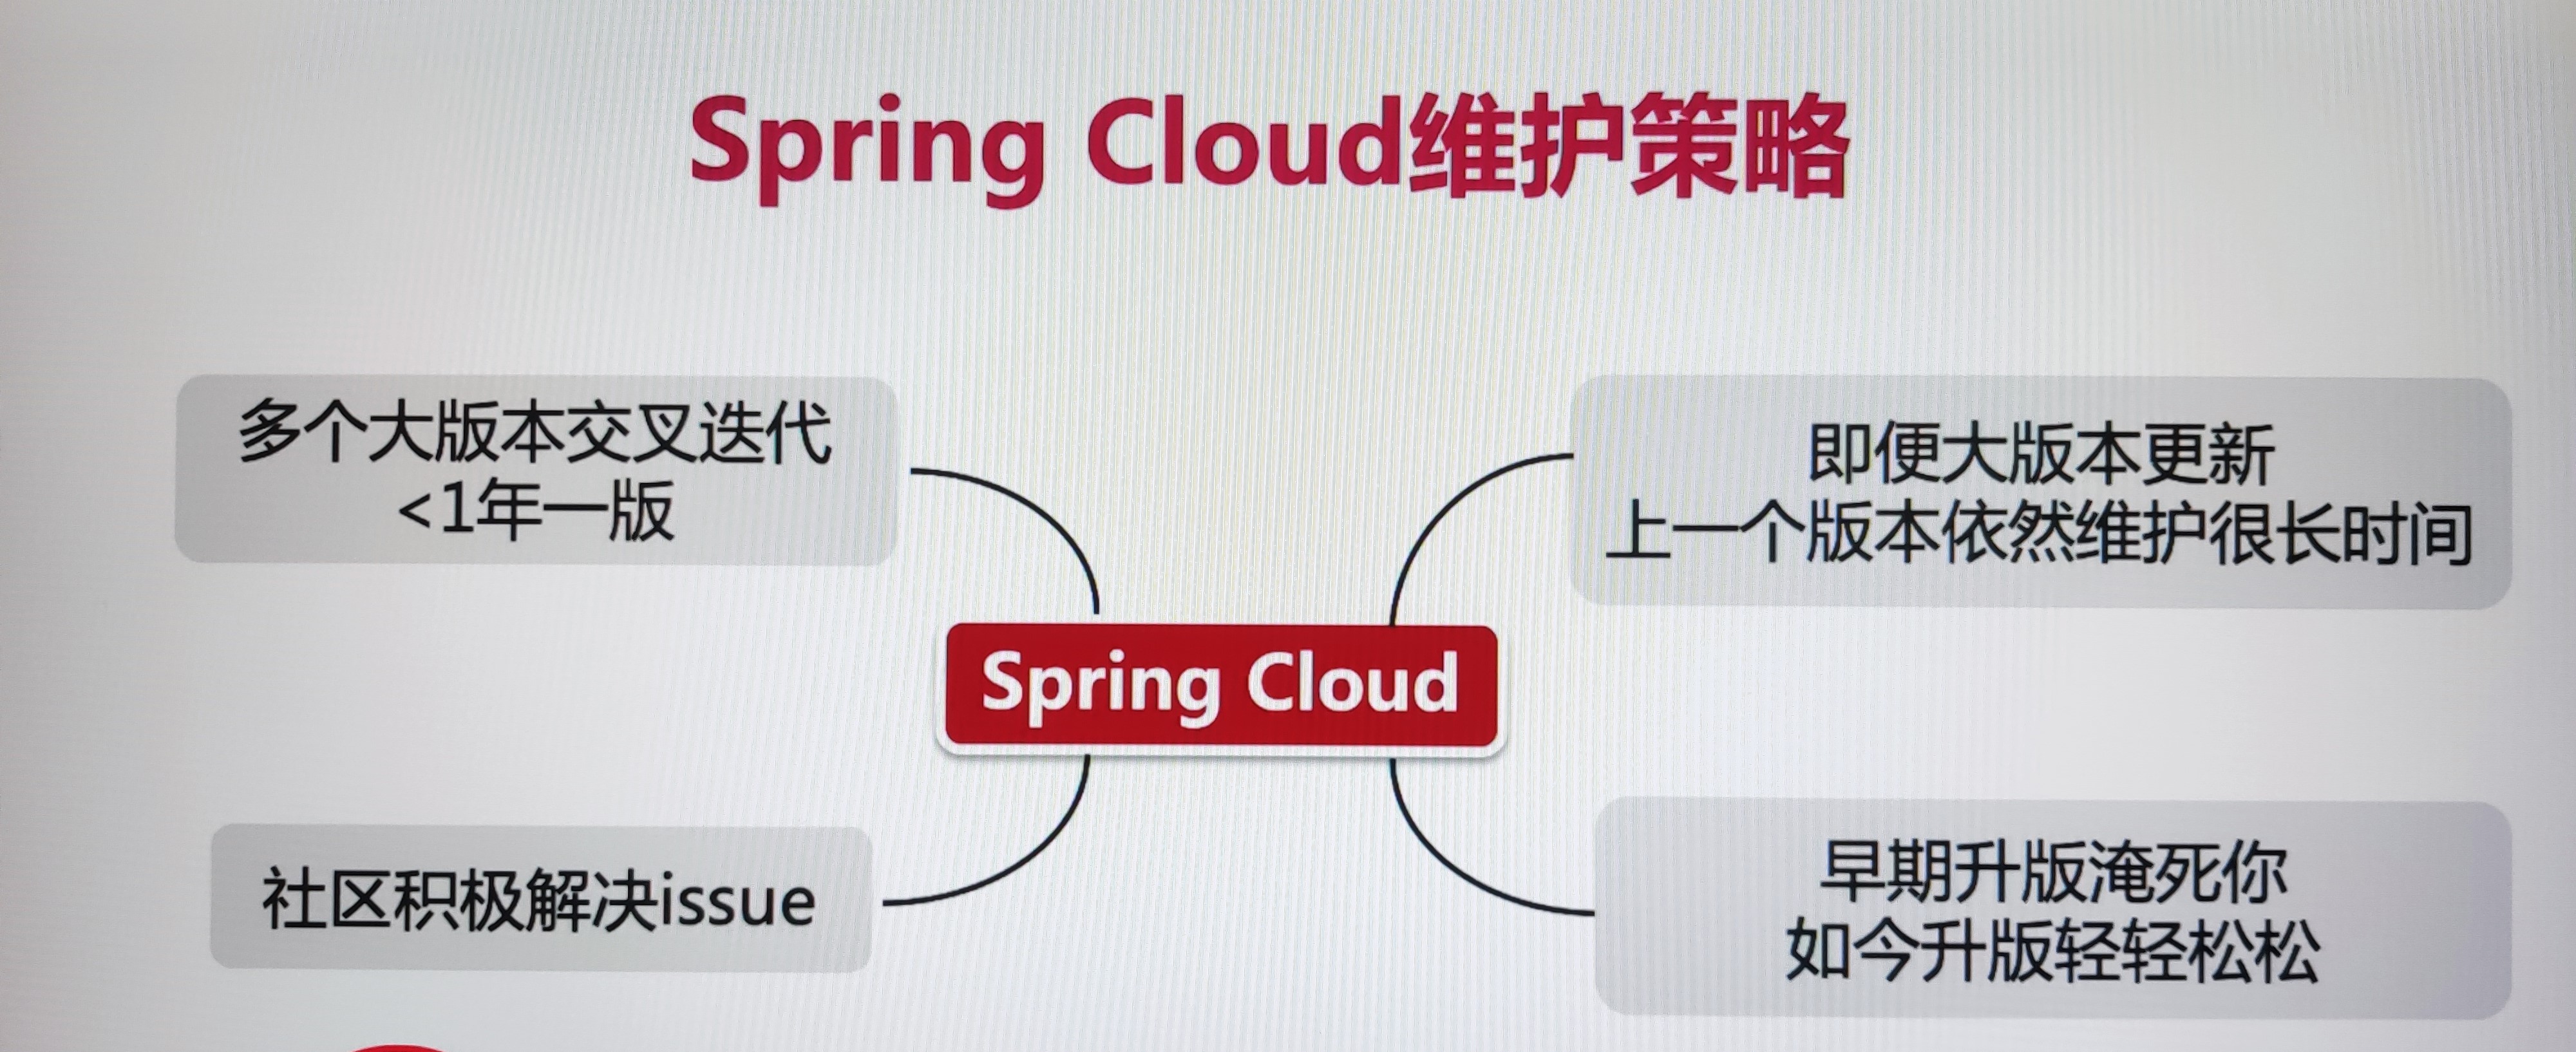 Spring Cloud维护策略
多个大版本交叉迭代
<1年一版
即便大版本更新
上一个版本依然维护很长时间
Spring Cloud
社区积极解决issue
早期升版淹死你
如今升版轻轻松松